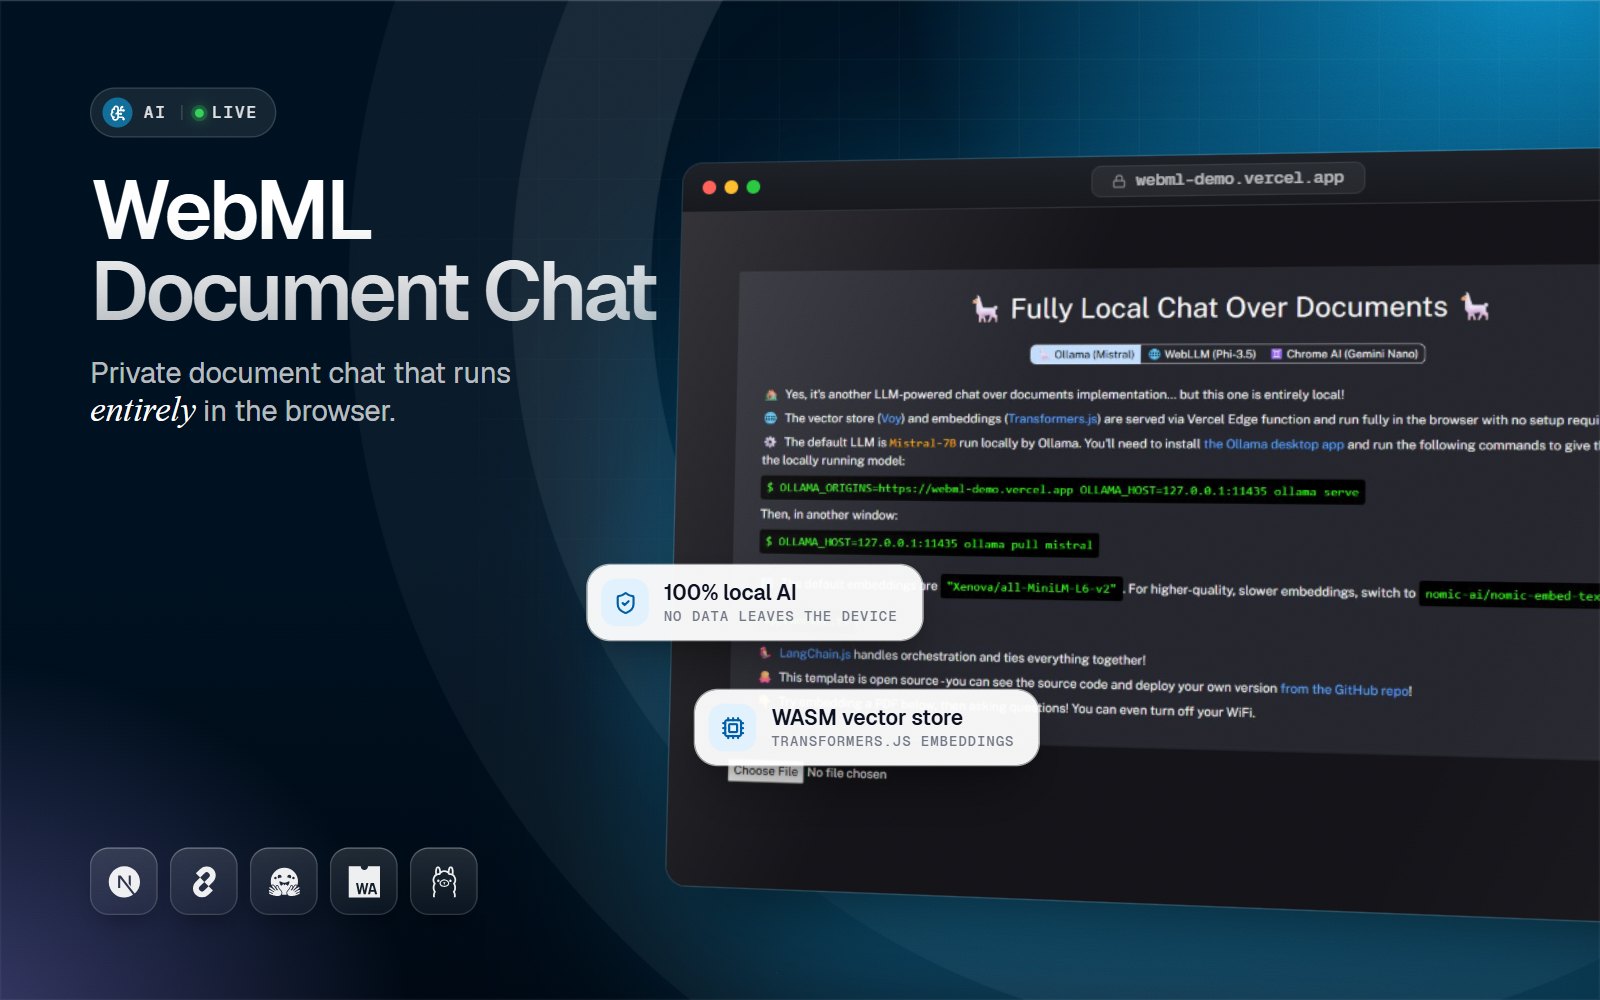 AI | LIVE
WebML
Document Chat
Private document chat that runs
entirely in the browser.
webml-demo.vercel.app
Fully Local Chat Over Documents
Ollama (Mistral) WebLLM (Phi-3.5) Chrome AI (Gemini Nano)
Yes, it's another LLM-powered chat over documents implementation... but this one is entirely local!
The vector store (Voy) and embeddings (Transformers.js) are served via Vercel Edge function and run fully in the browser with no setup
The default LLM is Mistral-7B run locally by Ollama. You'll need to install the Ollama desktop app and run the following commands to give
the locally running model:
$ OLLAMA_ORIGINS=https://webml-demo.vercel.app OLLAMA_HOST=127.0.0.1:11435 ollama serve
Then, in another window:
$ OLLAMA_HOST=127.0.0.1:11435 ollama pull mistral
default embeddings are "Xenova/all-MiniLM-L6-v2". For higher-quality, slower embeddings, switch to nomic-ai/nomic-embed-tex
100% local AI
NO DATA LEAVES THE DEVICE
LangChain.js handles orchestration and ties everything together!
This template is open source - you can see the source code and deploy your own version from the GitHub repo!
Try embedding a PDF below, then asking questions! You can even turn off your WiFi.
WASM vector store
TRANSFORMERS.JS EMBEDDINGS
Choose File No file chosen
N
WA